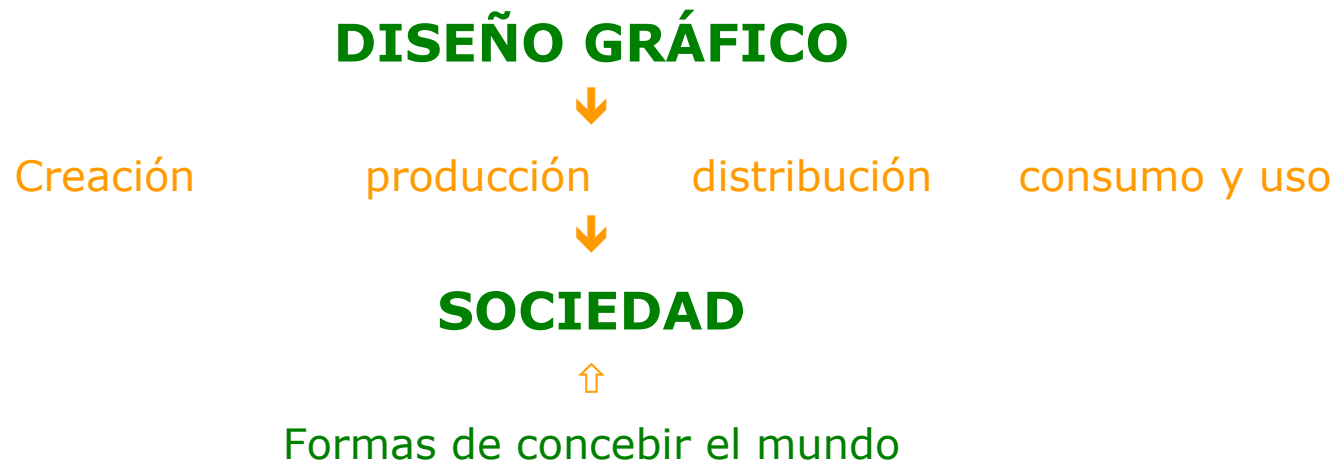 DISEÑO GRÁFICO
Creación producción distribución consumo y uso
SOCIEDAD
Formas de concebir el mundo